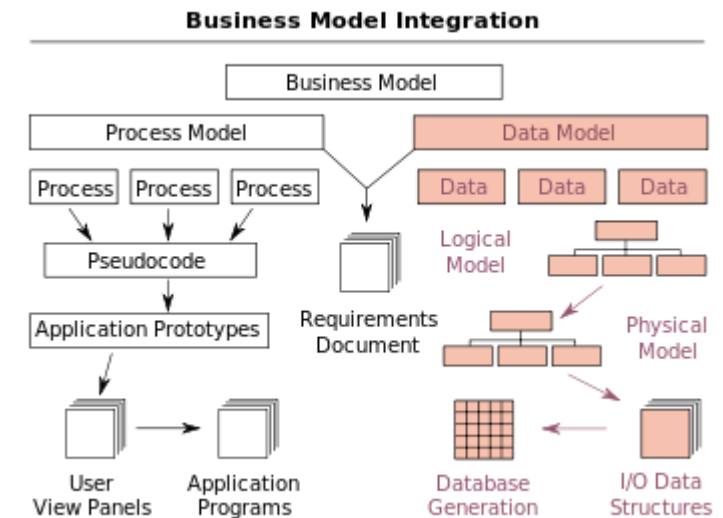 Business Model Integration
Business Model
Process Model
Data Model
Process
Process
Process
Data
Data
Data
Pseudocode
Logical
Model
Application Prototypes
Requirements
Document
Physical
Model
User
View Panels
Application
Programs
Database
Generation
I/O Data
Structures